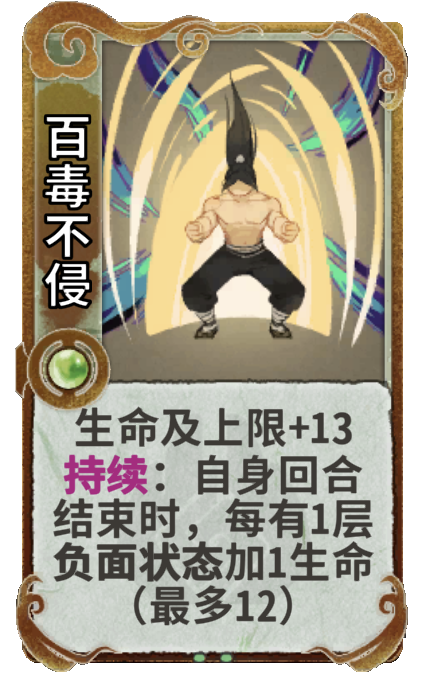 百毒不侵
生命及上限+13
持续：自身回合
结束时，每有1层
负面状态加1生命
（最多12）